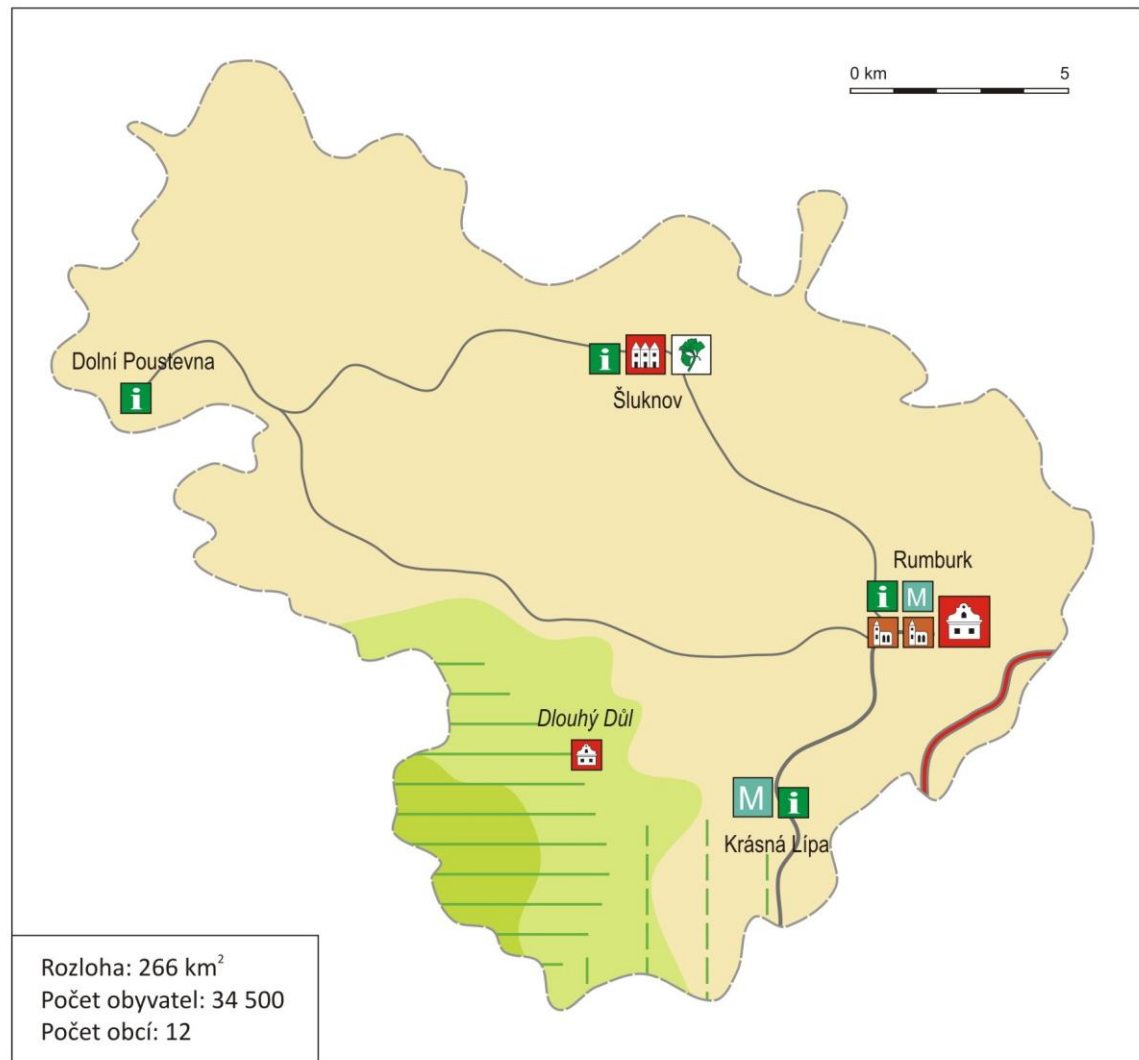 0 km 5
Dolní Poustevna
i
i
Šluknov
Rumburk
i M
Dlouhý Důl
M i
Krásná Lípa
Rozloha: 266 km²
Počet obyvatel: 34 500
Počet obcí: 12